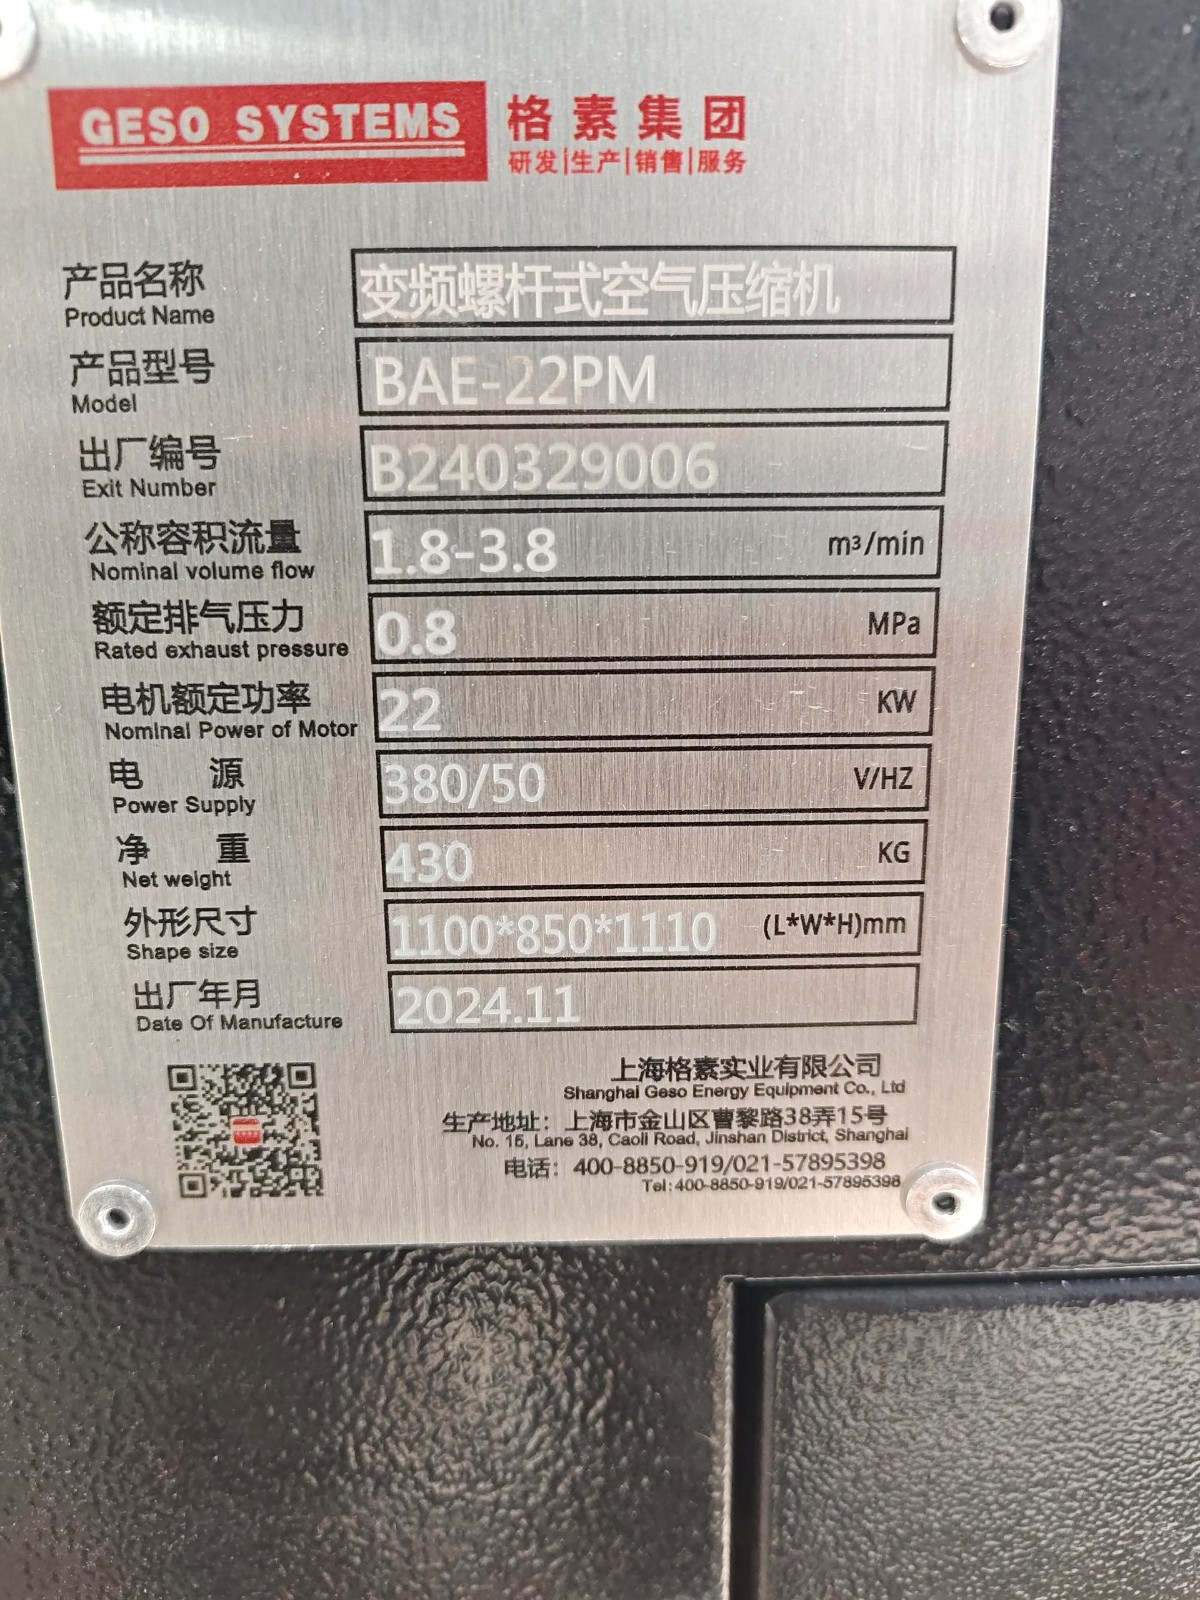 GESO SYSTEMS 格素集团
研发|生产|销售|服务
产品名称 变频螺杆式空气压缩机
Product Name
产品型号 BAE-22PM
Model
出厂编号 B240329006
Exit Number
公称容积流量 1.8-3.8 m³/min
Nominal volume flow
额定排气压力 0.8 MPa
Rated exhaust pressure
电机额定功率 22 KW
Nominal Power of Motor
电源 380/50 V/HZ
Power Supply
净重 430 KG
Net weight
外形尺寸 1100*850*1110 (L*W*H)mm
Shape size
出厂年月 2024.11
Date Of Manufacture
上海格素实业有限公司
Shanghai Geso Energy Equipment Co., Ltd
生产地址：上海市金山区曹黎路38弄15号
No. 15, Lane 38, Caoli Road, Jinshan District, Shanghai
电话：400-8850-919/021-57895398
Tel:400-8850-919/021-57895398